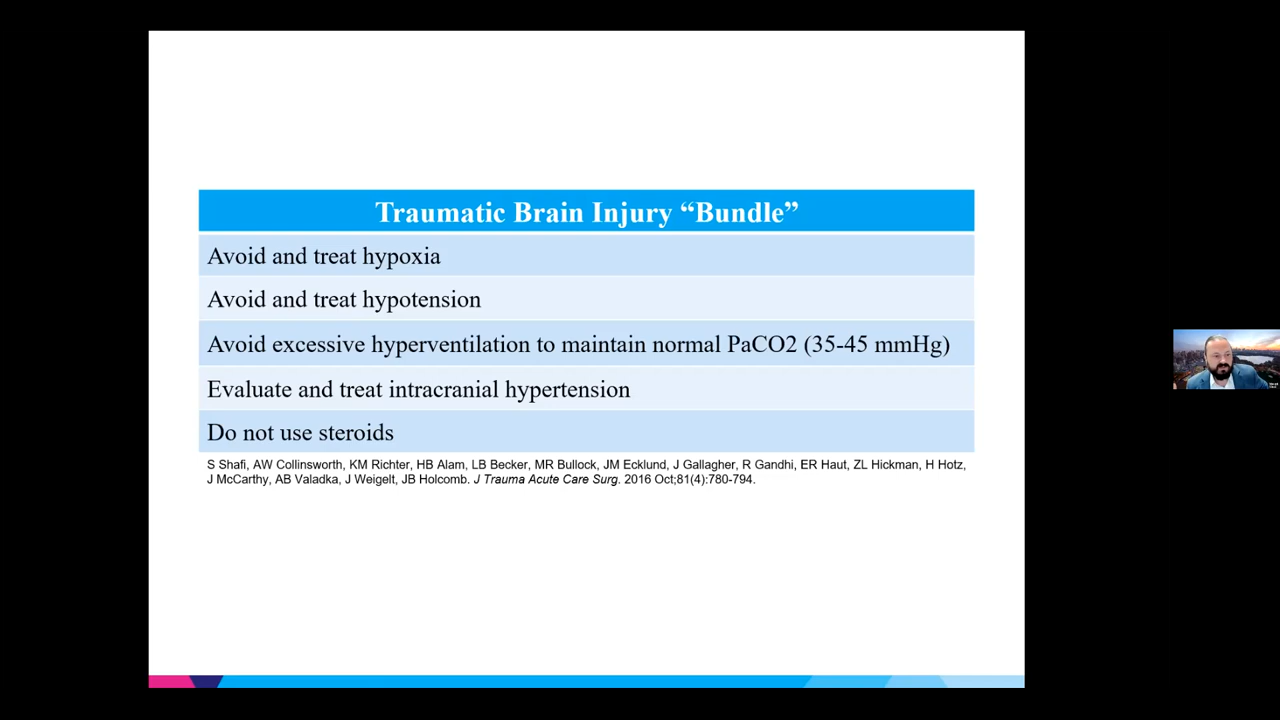 Traumatic Brain Injury “Bundle”
Avoid and treat hypoxia
Avoid and treat hypotension
Avoid excessive hyperventilation to maintain normal PaCO2 (35-45 mmHg)
Evaluate and treat intracranial hypertension
Do not use steroids
S Shafi, AW Collinsworth, KM Richter, HB Alam, LB Becker, MR Bullock, JM Ecklund, J Gallagher, R Gandhi, ER Haut, ZL Hickman, H Hotz,
J McCarthy, AB Valadka, J Weigelt, JB Holcomb. J Trauma Acute Care Surg. 2016 Oct;81(4):780-794.